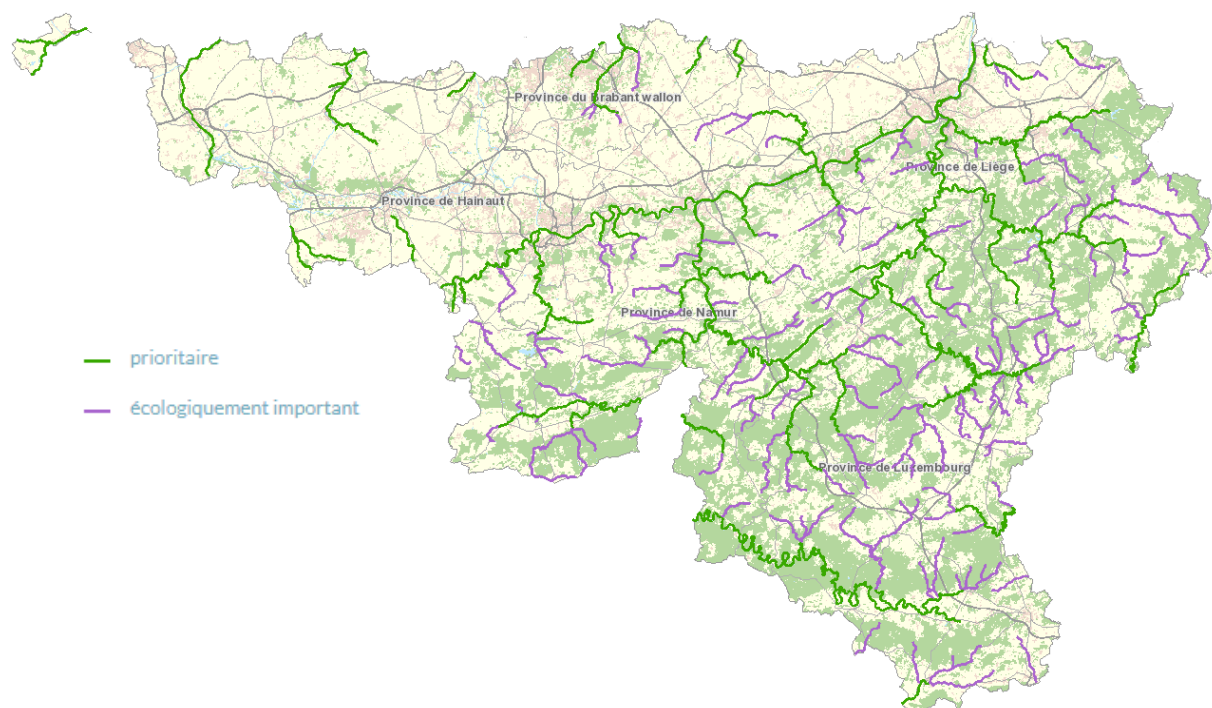 Province du Brabant wallon
Province de Liège
Province de Hainaut
Province de Namur
prioritaire
écologiquement important
Province de Luxembourg